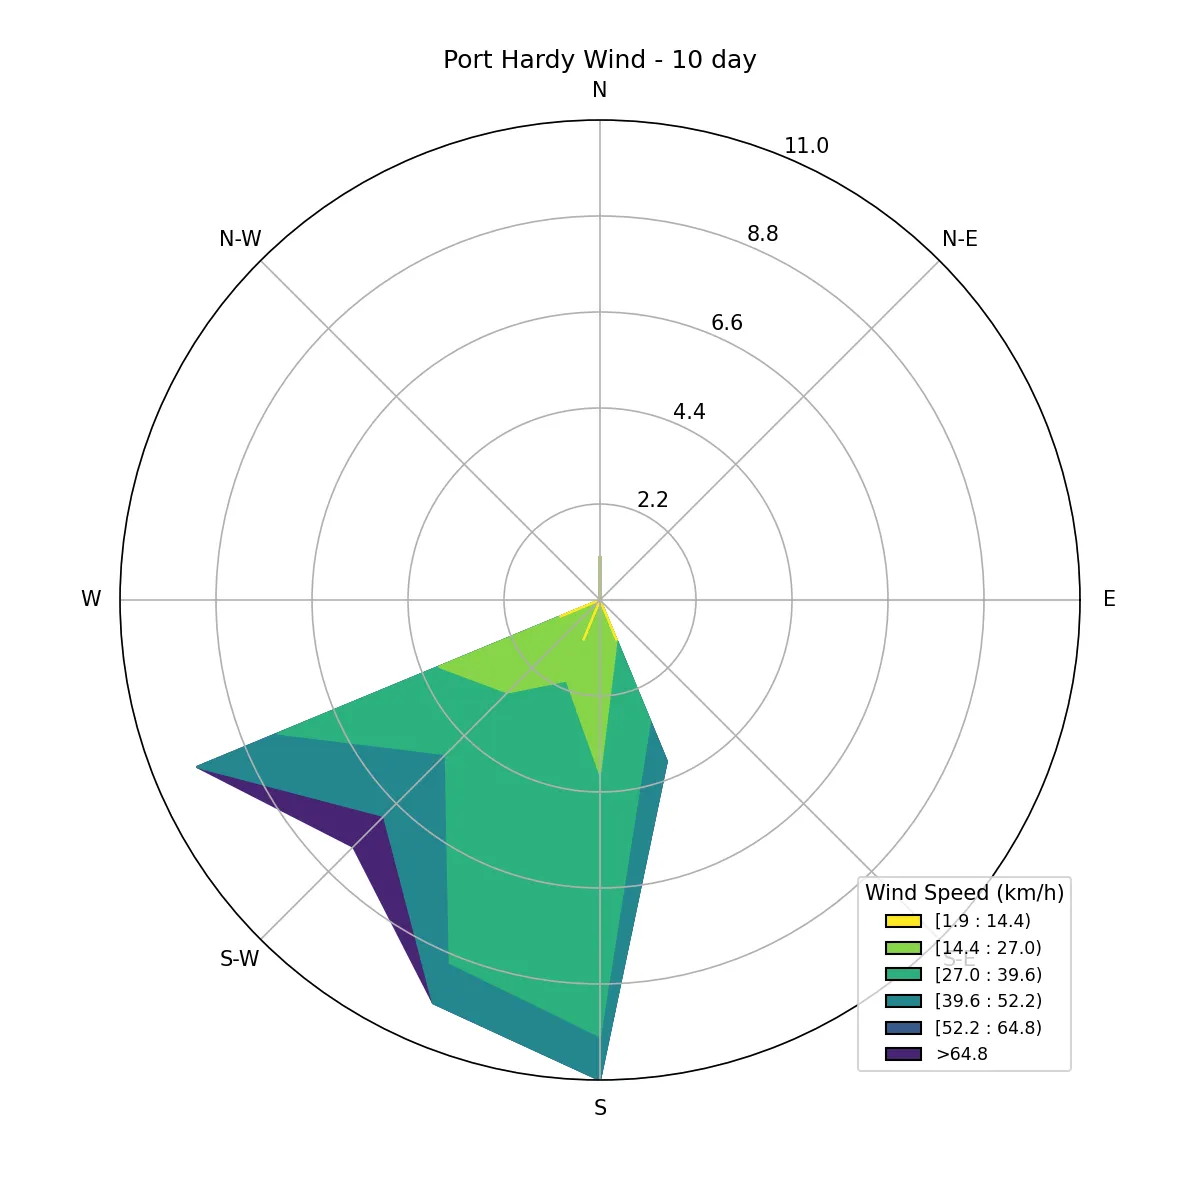 Port Hardy Wind - 10 day
N
11.0
N-W
8.8
N-E
6.6
4.4
2.2
W
E
Wind Speed (km/h)
[1.9 : 14.4)
[14.4 : 27.0)
S-W
S-E
[27.0 : 39.6)
[39.6 : 52.2)
[52.2 : 64.8)
>64.8
S